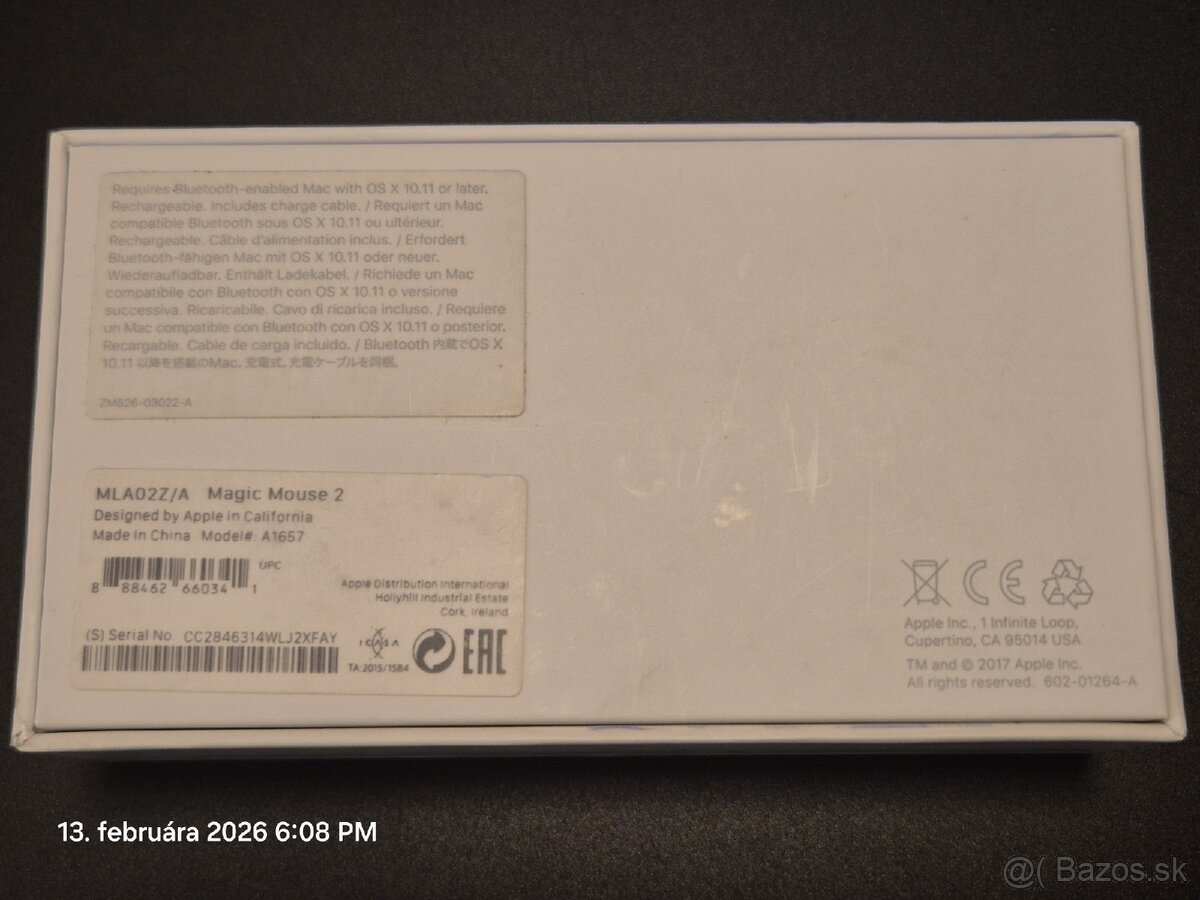 Requires Bluetooth-enabled Mac with OS X 10.11 or later.
Rechargeable. Includes charge cable. / Requiert un Mac
compatible Bluetooth sous OS X 10.11 ou ultérieur.
Rechargeable. Câble d'alimentation inclus. / Erfordert
Bluetooth-fähigen Mac mit OS X 10.11 oder neuer.
Wiederaufladbar. Enthält Ladekabel. / Richiede un Mac
compatibile con Bluetooth con OS X 10.11 o versione
successiva. Ricaricabile. Cavo di ricarica incluso. / Requiere
un Mac compatible con Bluetooth con OS X 10.11 o posterior.
Recargable. Cable de carga incluido. / Bluetooth 内蔵でOS X
10.11 以降を搭載のMac。充電式。充電ケーブルを同梱。
ZM826-03022-A
MLA02Z/A Magic Mouse 2
Designed by Apple in California
Made in China Model#: A1657
UPC
8 88462 66034 1
Apple Distribution International
Hollyhill Industrial Estate
Cork, Ireland
(S) Serial No CC2846314WLJ2XFAY
ICASA
TA-2015/1584
EAC
CE
Apple Inc., 1 Infinite Loop,
Cupertino, CA 95014 USA
TM and © 2017 Apple Inc.
All rights reserved. 602-01264-A
13. februára 2026 6:08 PM
@( Bazos.sk